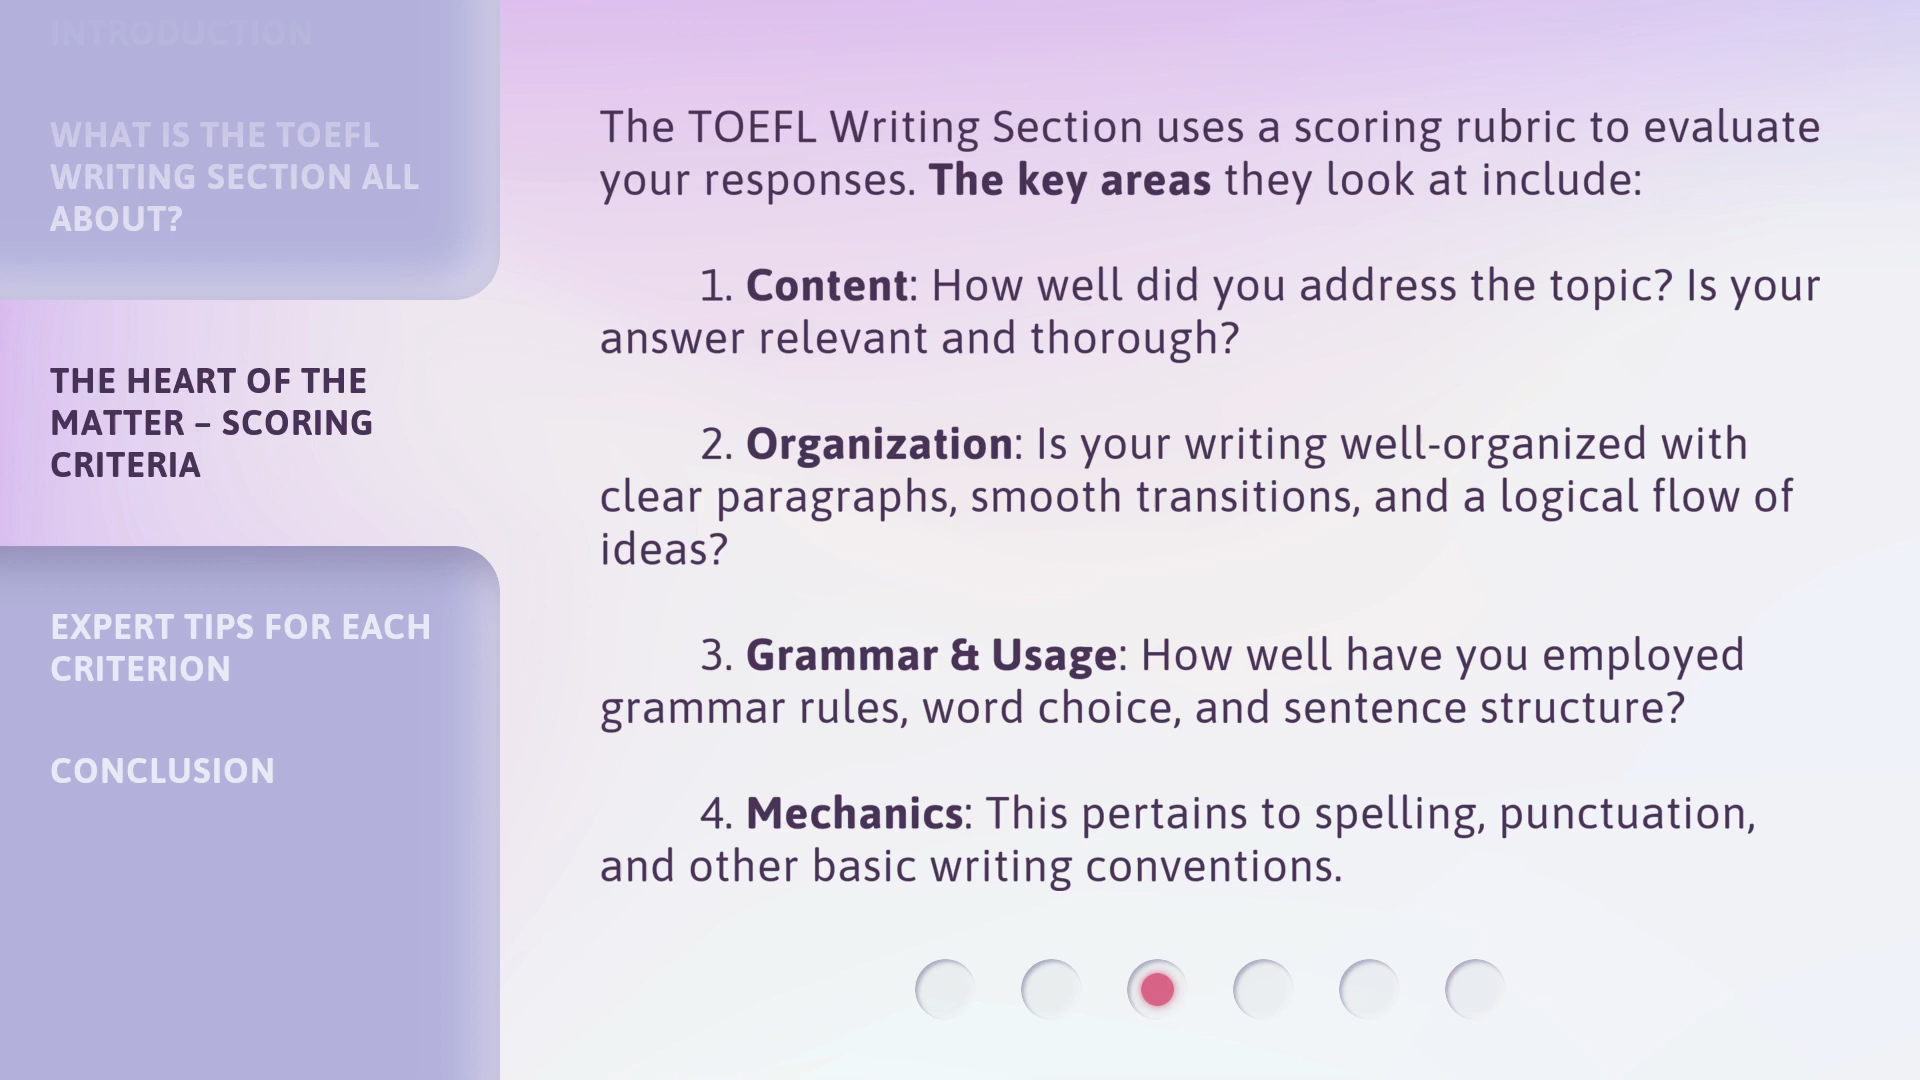 INTRODUCTION
WHAT IS THE TOEFL
WRITING SECTION ALL
ABOUT?
THE HEART OF THE
MATTER – SCORING
CRITERIA
EXPERT TIPS FOR EACH
CRITERION
CONCLUSION
The TOEFL Writing Section uses a scoring rubric to evaluate
your responses. The key areas they look at include:
1. Content: How well did you address the topic? Is your
answer relevant and thorough?
2. Organization: Is your writing well-organized with
clear paragraphs, smooth transitions, and a logical flow of
ideas?
3. Grammar & Usage: How well have you employed
grammar rules, word choice, and sentence structure?
4. Mechanics: This pertains to spelling, punctuation,
and other basic writing conventions.